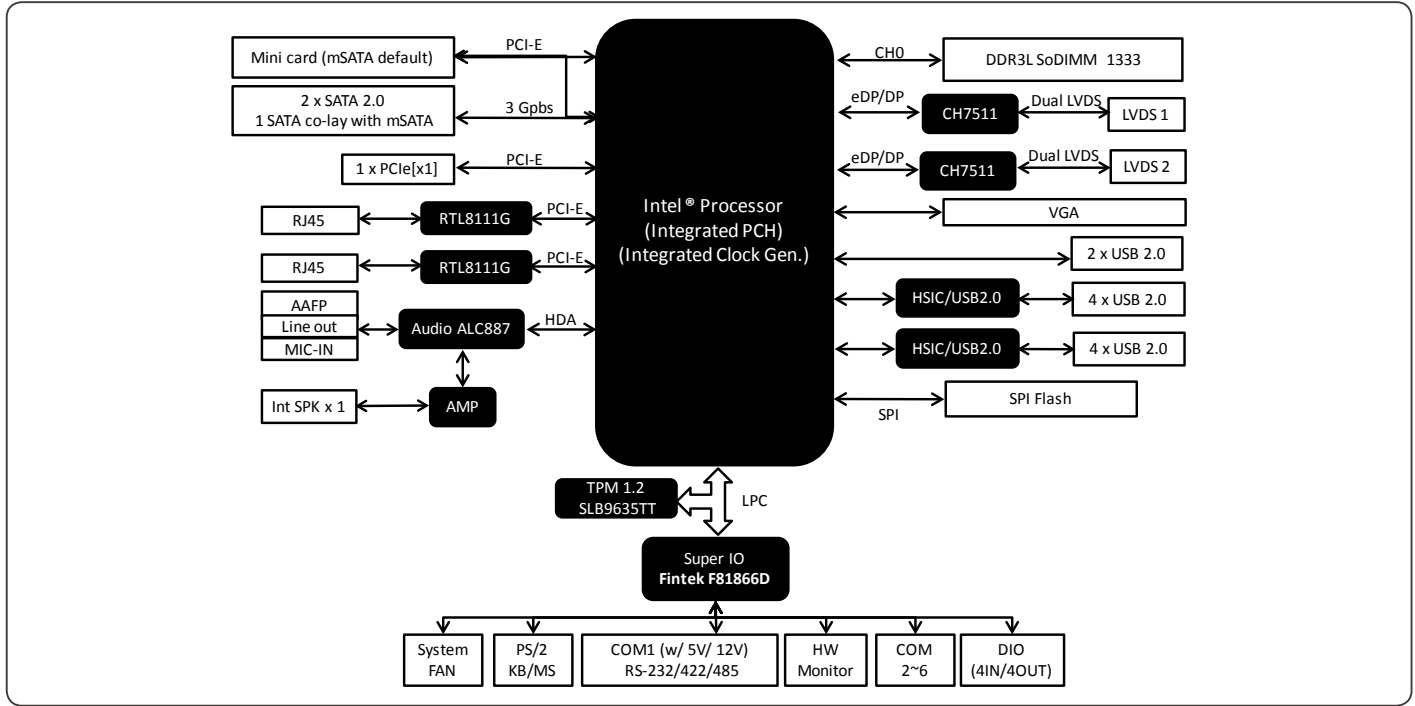 Mini card (mSATA default)
PCI-E
2 x SATA 2.0
1 SATA co-lay with mSATA
3 Gpbs
1 x PCIe[x1]
PCI-E
RJ45
RTL8111G
PCI-E
RJ45
RTL8111G
PCI-E
AAFP
Line out
MIC-IN
Audio ALC887
HDA
Int SPK x 1
AMP
Intel® Processor
(Integrated PCH)
(Integrated Clock Gen.)
CH0
DDR3L SoDIMM 1333
eDP/DP
CH7511
Dual LVDS
LVDS 1
eDP/DP
CH7511
Dual LVDS
LVDS 2
VGA
2 x USB 2.0
HSIC/USB2.0
4 x USB 2.0
HSIC/USB2.0
4 x USB 2.0
SPI
SPI Flash
TPM 1.2
SLB9635TT
LPC
Super IO
Fintek F81866D
System
FAN
PS/2
KB/MS
COM1 (w/ 5V/ 12V)
RS-232/422/485
HW
Monitor
COM
2~6
DIO
(4IN/4OUT)